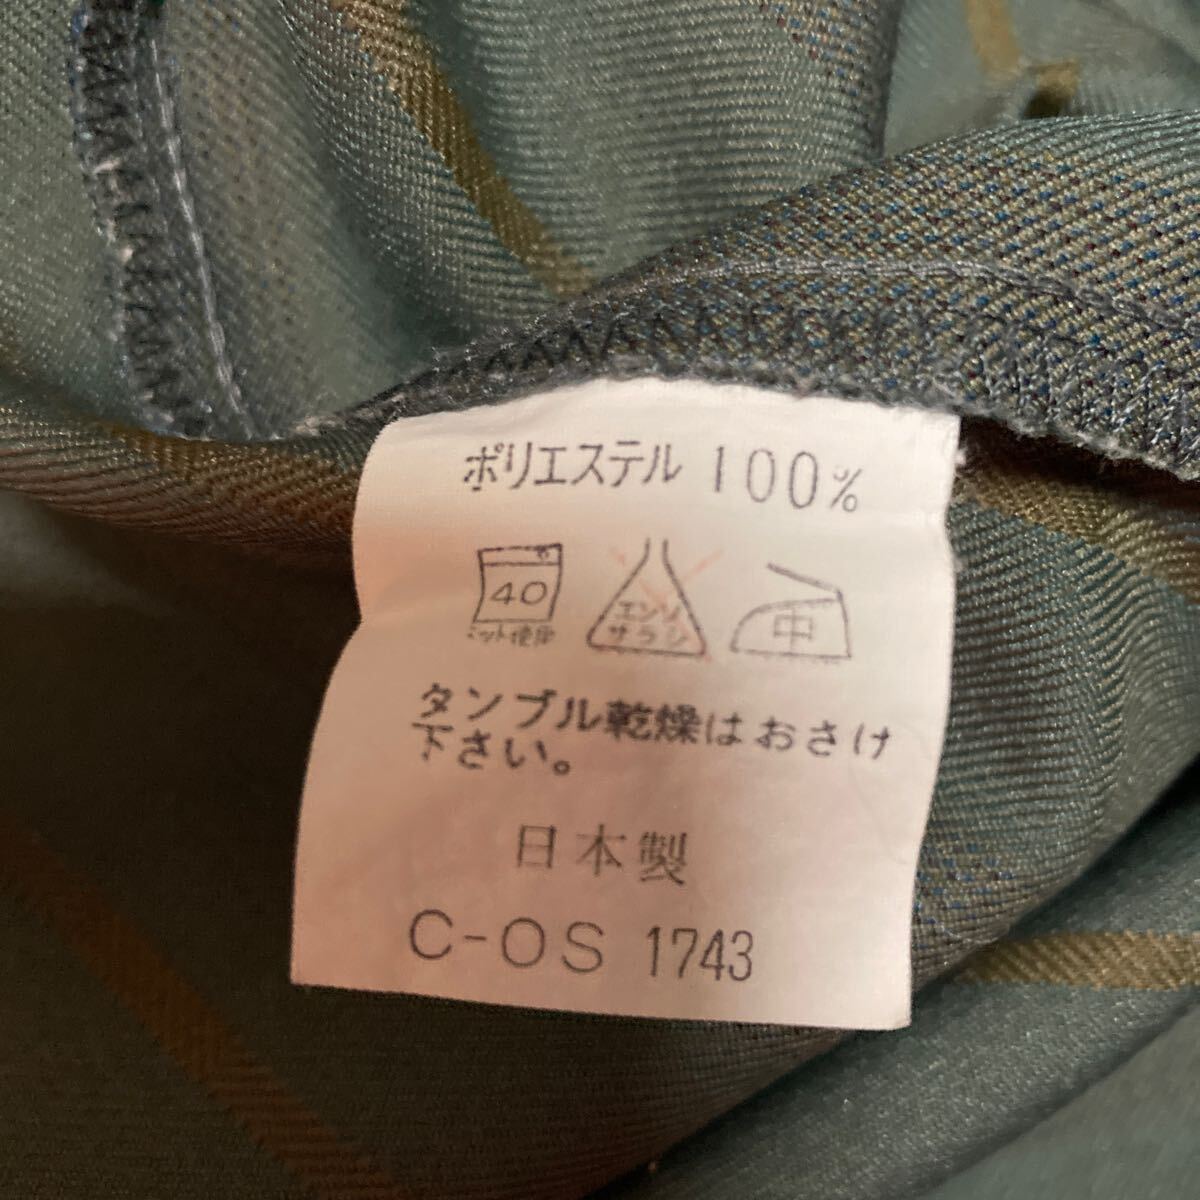 ポリエステル 100%
40
ネット使用
エンソ
サラシ
中
タンブル乾燥はおさけ
下さい。
日本製
C-OS 1743